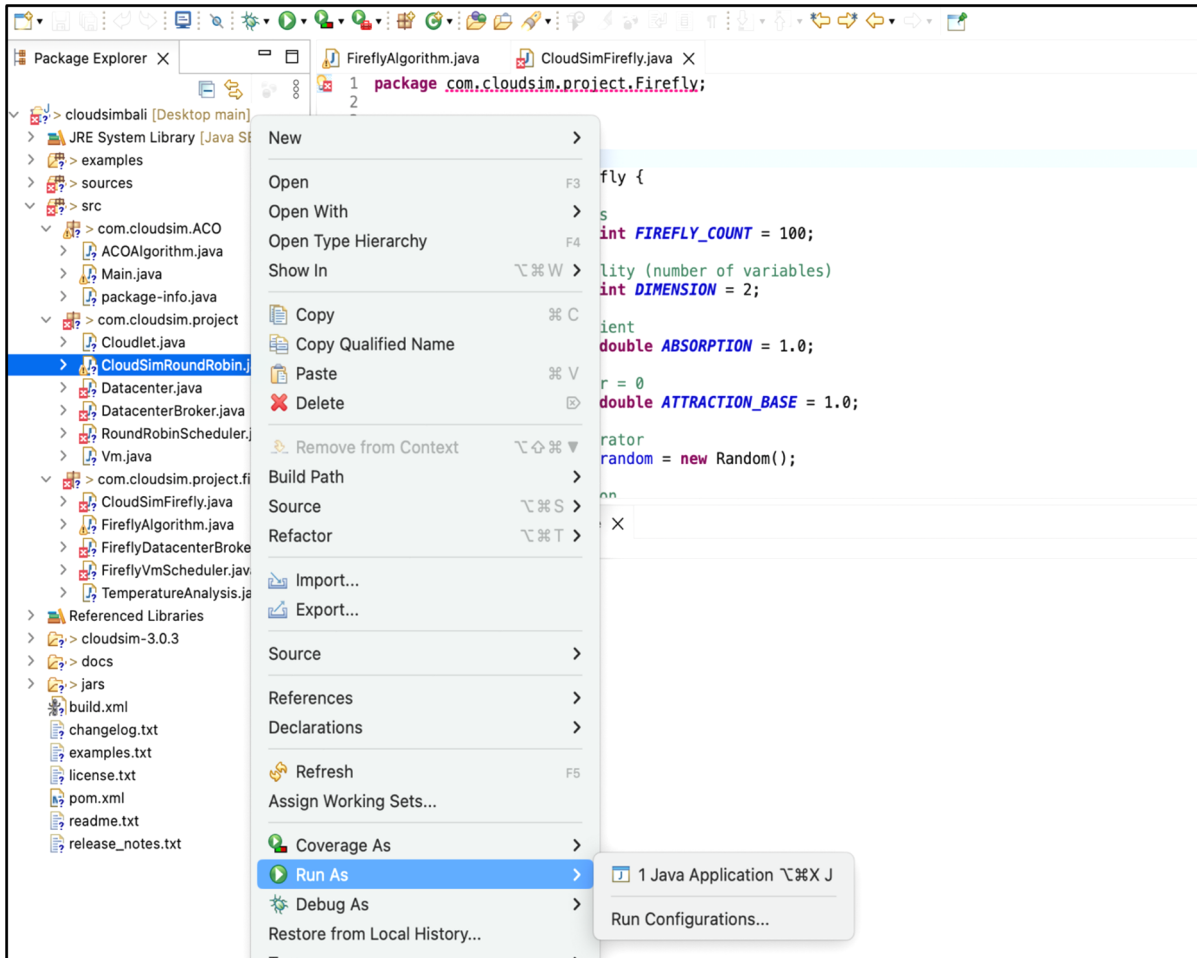 Package Explorer
FireflyAlgorithm.java
CloudSimFirefly.java
1 package com.cloudsim.project.Firefly;
2
> cloudsimbali [Desktop main]
JRE System Library [Java SE
> examples
> sources
> src
> com.cloudsim.ACO
ACOAlgorithm.java
Main.java
package-info.java
> com.cloudsim.project
Cloudlet.java
CloudSimRoundRobin.j
Datacenter.java
DatacenterBroker.java
RoundRobinScheduler.j
Vm.java
> com.cloudsim.project.fi
CloudSimFirefly.java
FireflyAlgorithm.java
FireflyDatacenterBroke
FireflyVmScheduler.jav
TemperatureAnalysis.ja
Referenced Libraries
> cloudsim-3.0.3
> docs
> jars
build.xml
changelog.txt
examples.txt
license.txt
pom.xml
readme.txt
release_notes.txt
New
Open F3
Open With
Open Type Hierarchy F4
Show In ⌥⌘W
Copy ⌘C
Copy Qualified Name
Paste ⌘V
Delete ⌦
Remove from Context ⌥⇧⌘▼
Build Path
Source ⌥⌘S
Refactor ⌥⌘T
Import...
Export...
Source
References
Declarations
Refresh F5
Assign Working Sets...
Coverage As
Run As
Debug As
Restore from Local History...
1 Java Application ⌥⌘X J
Run Configurations...
fly {
s
int FIREFLY_COUNT = 100;
lity (number of variables)
int DIMENSION = 2;
ient
double ABSORPTION = 1.0;
r = 0
double ATTRACTION_BASE = 1.0;
rator
random = new Random();
on